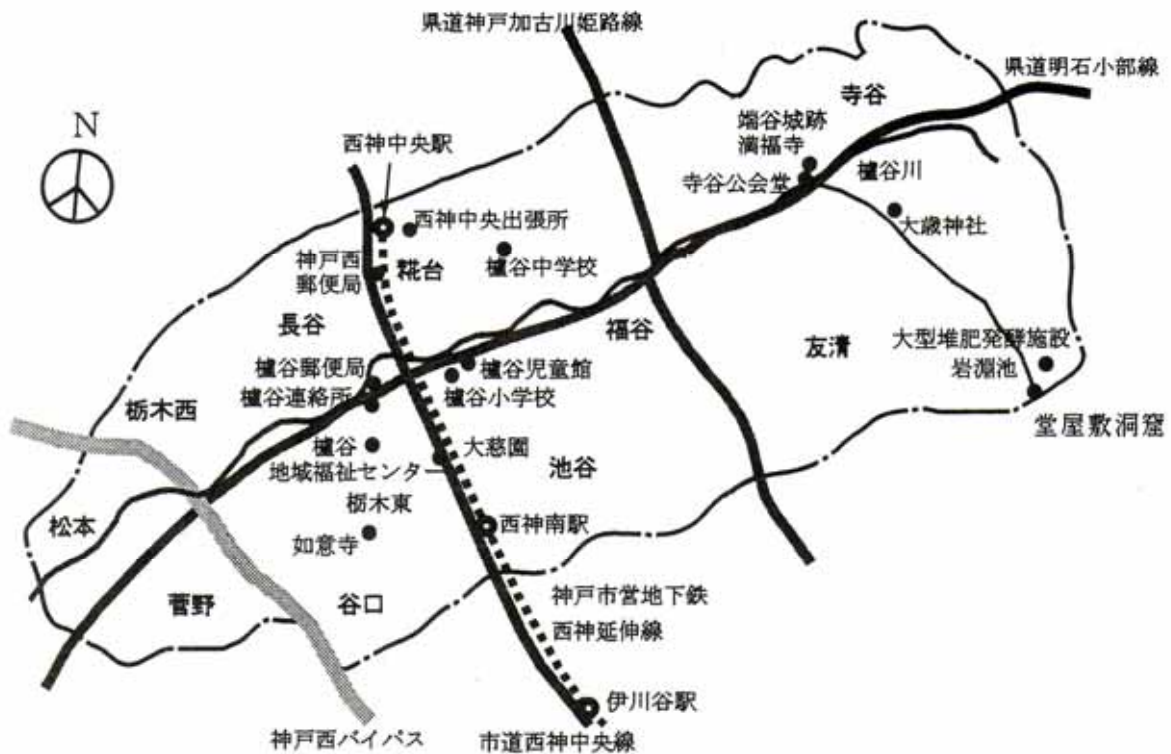 県道神戸加古川姫路線
県道明石小部線
寺谷
N
端谷城跡
満福寺
西神中央駅
寺谷公会堂
櫨谷川
西神中央出張所
大歳神社
神戸西
郵便局
糀台
櫨谷中学校
長谷
福谷
友清
大型堆肥発酵施設
岩淵池
櫨谷郵便局
櫨谷児童館
櫨谷連絡所
櫨谷小学校
栃木西
堂屋敷洞窟
櫨谷
地域福祉センター
大慈園
池谷
栃木東
松本
西神南駅
如意寺
菅野
谷口
神戸市営地下鉄
西神延伸線
伊川谷駅
神戸西バイパス
市道西神中央線